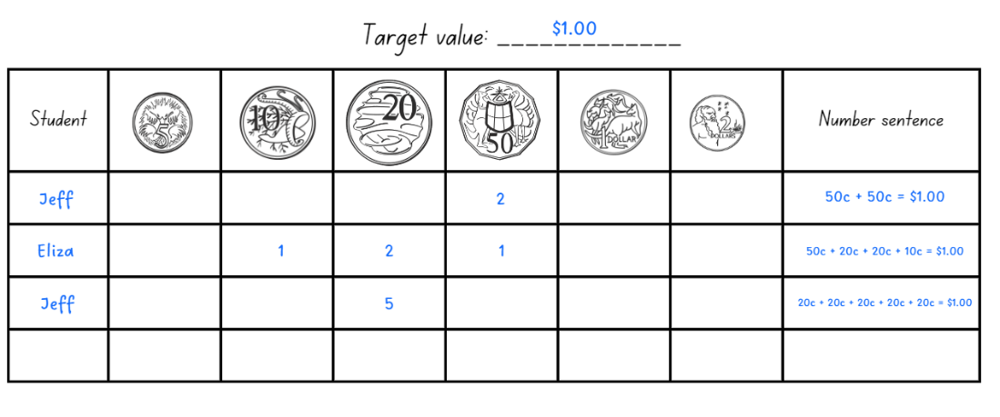 Target value: $1.00
Student 5 10 20 50 1 DOLLAR 2 DOLLARS Number sentence
Jeff 2 50c + 50c = $1.00
Eliza 1 2 1 50c + 20c + 20c + 10c = $1.00
Jeff 5 20c + 20c + 20c + 20c + 20c = $1.00